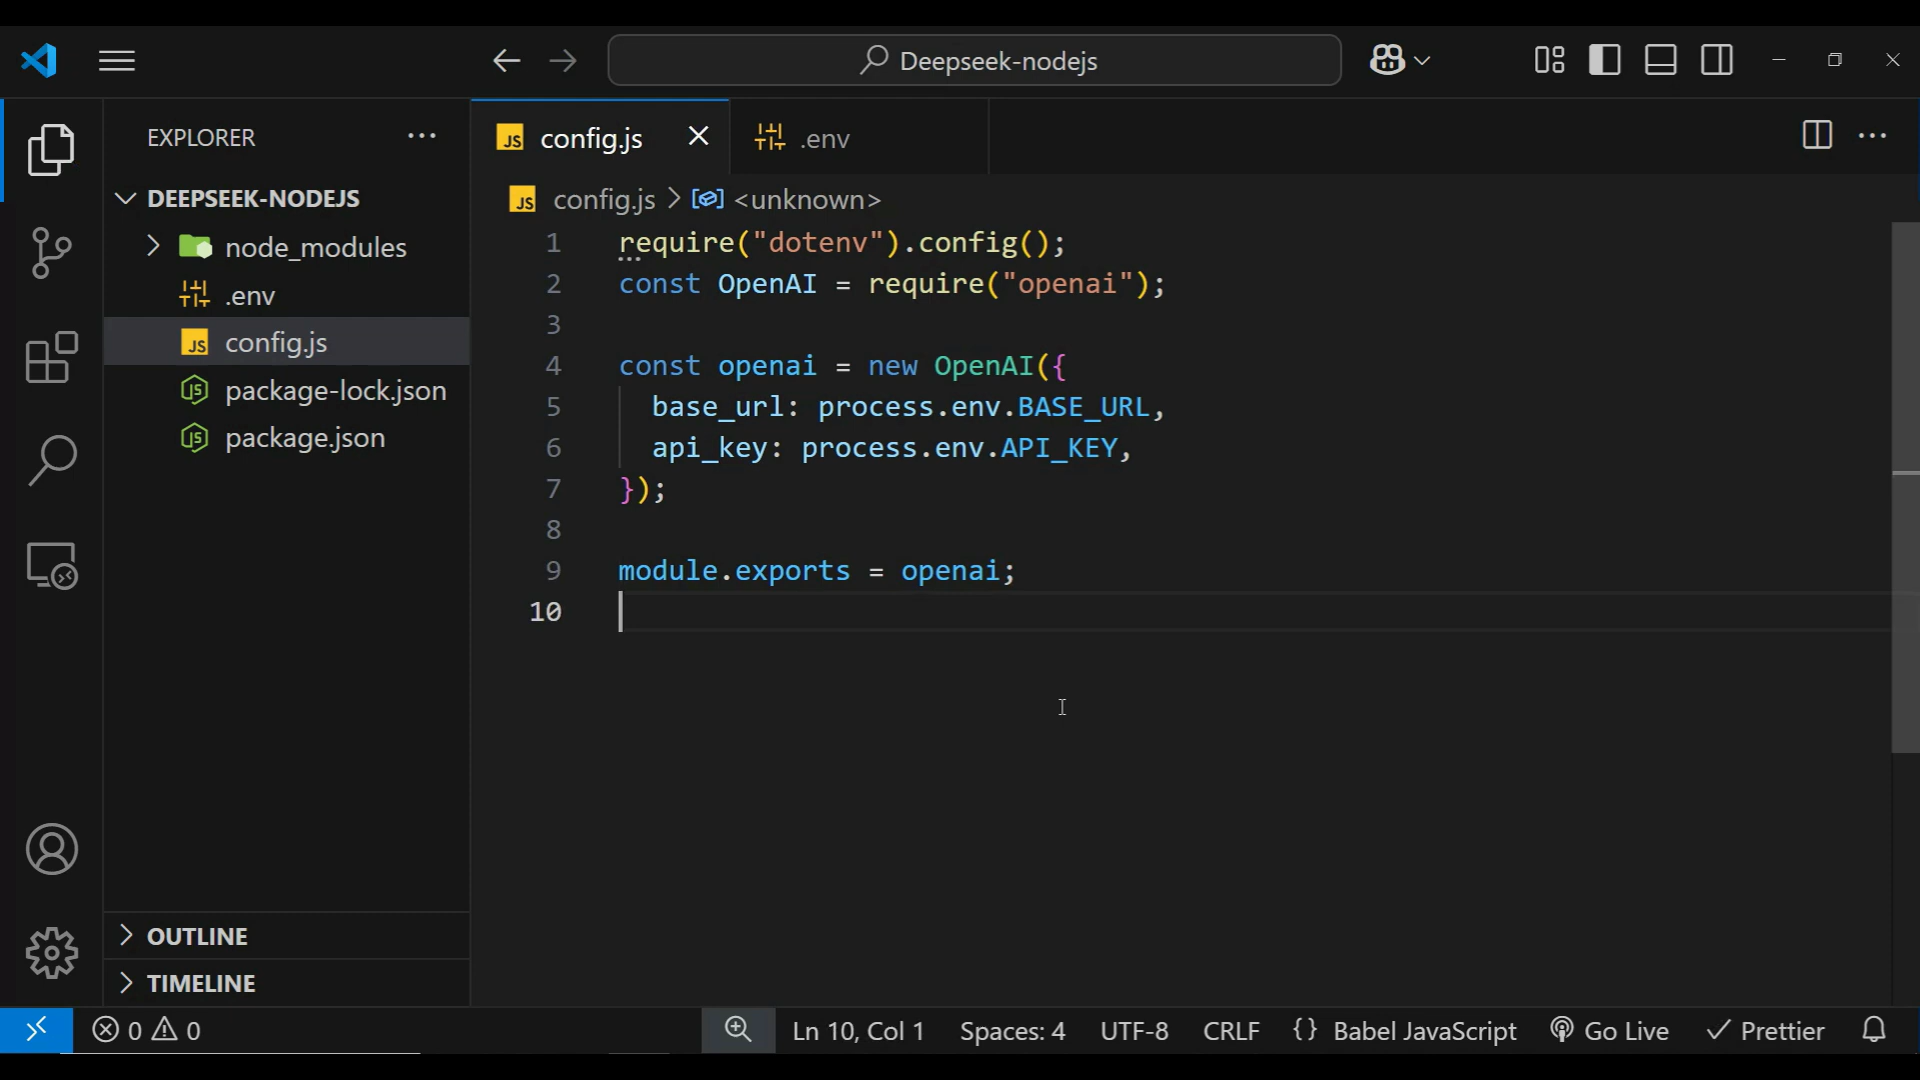 Deepseek-nodejs
EXPLORER
DEEPSEEK-NODEJS
node_modules
.env
JS config.js
package-lock.json
package.json
OUTLINE
TIMELINE
JS config.js
.env
JS config.js > <unknown>
1 require("dotenv").config();
2 const OpenAI = require("openai");
3
4 const openai = new OpenAI({
5 base_url: process.env.BASE_URL,
6 api_key: process.env.API_KEY,
7 });
8
9 module.exports = openai;
10
0 0
Ln 10, Col 1 Spaces: 4 UTF-8 CRLF {} Babel JavaScript Go Live Prettier